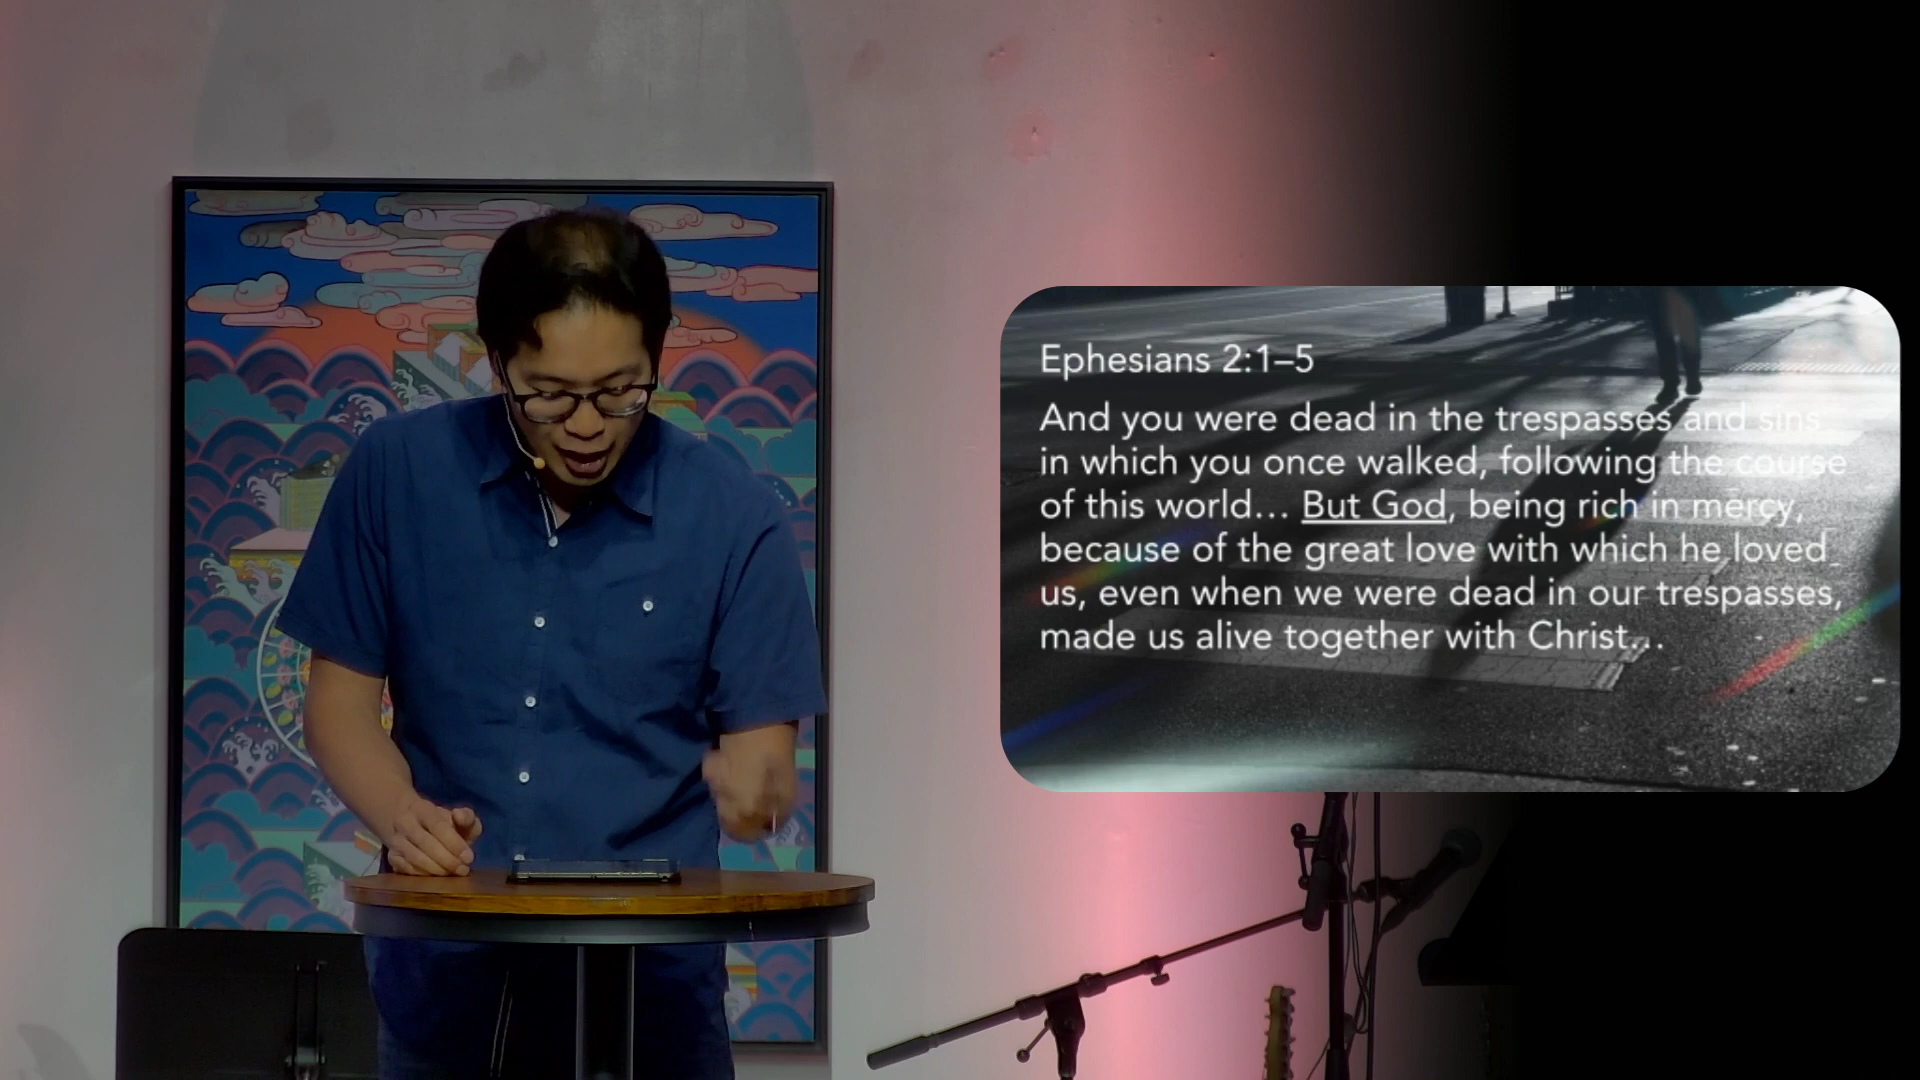 Ephesians 2:1–5
And you were dead in the trespasses and sins
in which you once walked, following the course
of this world… But God, being rich in mercy,
because of the great love with which he loved
us, even when we were dead in our trespasses,
made us alive together with Christ…